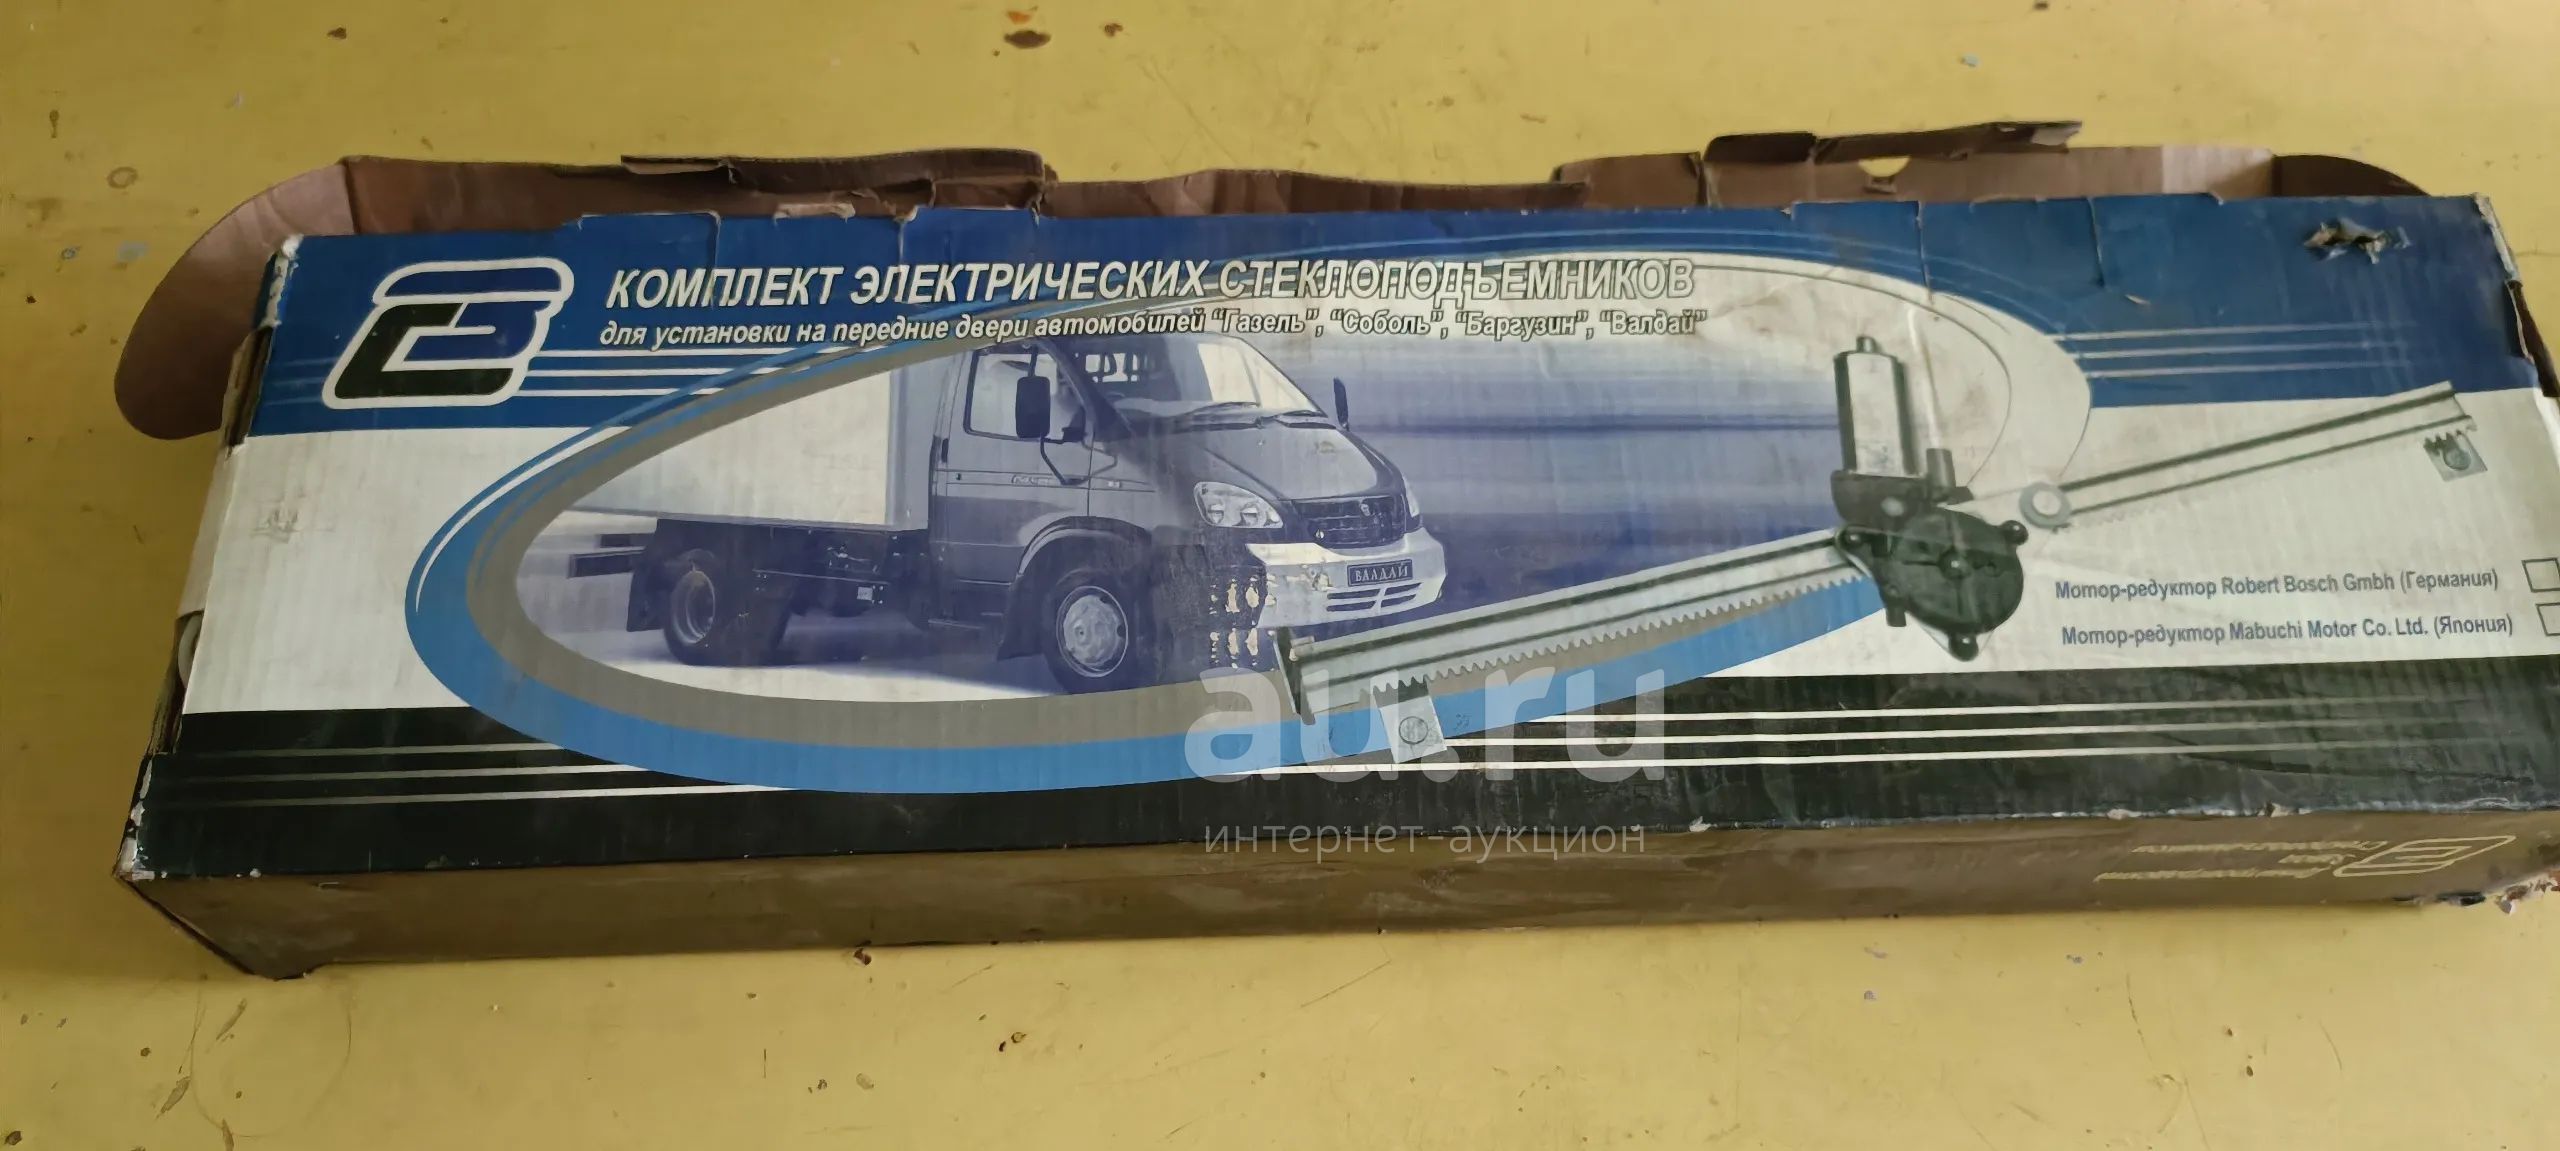 КОМПЛЕКТ ЭЛЕКТРИЧЕСКИХ СТЕКЛОПОДЪЕМНИКОВ
для установки на передние двери автомобилей "Газель", "Соболь", "Баргузин", "Валдай"
ВАЛДАЙ
Мотор-редуктор Robert Bosch Gmbh (Германия)
Мотор-редуктор Mabuchi Motor Co. Ltd. (Япония)
au.ru
интернет-аукцион